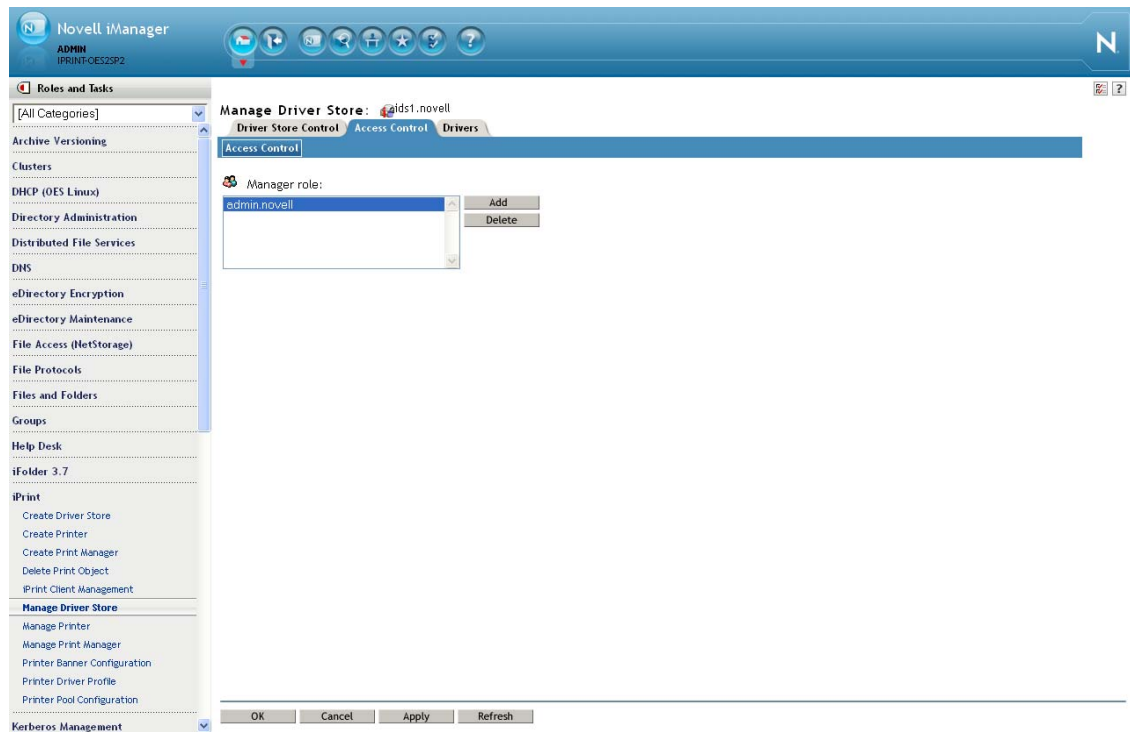 Novell iManager
ADMIN
IPRINT-OES2SP2
N
Roles and Tasks
[All Categories]
Archive Versioning
Clusters
DHCP (OES Linux)
Directory Administration
Distributed File Services
DNS
eDirectory Encryption
eDirectory Maintenance
File Access (NetStorage)
File Protocols
Files and Folders
Groups
Help Desk
iFolder 3.7
iPrint
Create Driver Store
Create Printer
Create Print Manager
Delete Print Object
iPrint Client Management
Manage Driver Store
Manage Printer
Manage Print Manager
Printer Banner Configuration
Printer Driver Profile
Printer Pool Configuration
Kerberos Management
?
Manage Driver Store: ids1.novell
Driver Store Control Access Control Drivers
Access Control
Manager role:
admin.novell
Add
Delete
OK Cancel Apply Refresh